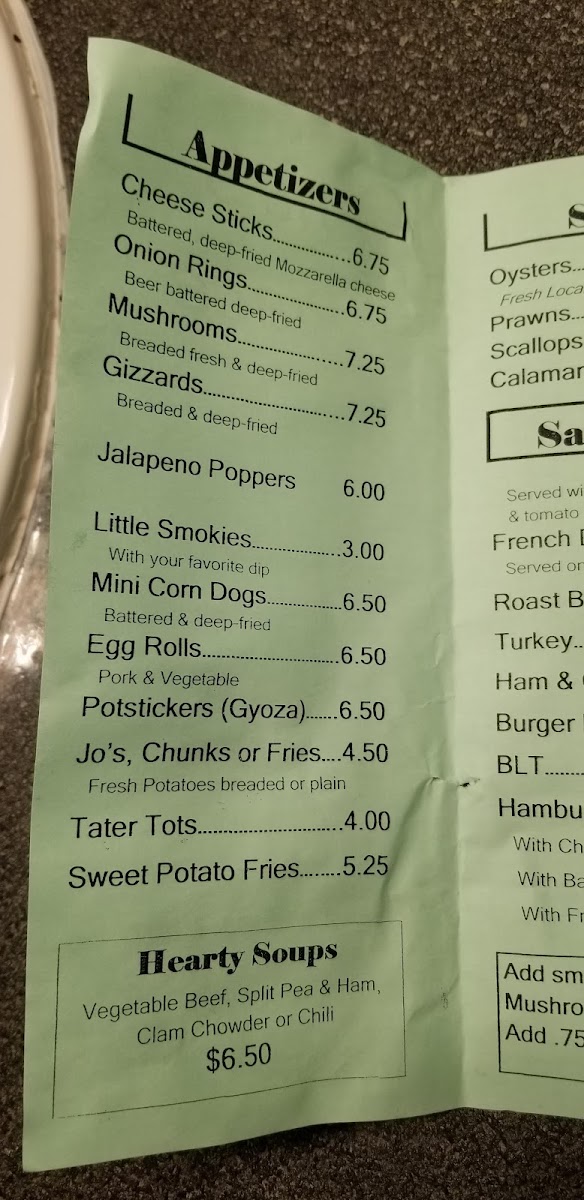 Appetizers
Cheese Sticks...............6.75
Battered, deep-fried Mozzarella cheese
Onion Rings...................6.75
Beer battered deep-fried
Mushrooms.....................7.25
Breaded fresh & deep-fried
Gizzards...........................7.25
Breaded & deep-fried
Jalapeno Poppers 6.00
Little Smokies.................3.00
With your favorite dip
Mini Corn Dogs...............6.50
Battered & deep-fried
Egg Rolls..........................6.50
Pork & Vegetable
Potstickers (Gyoza).......6.50
Jo's, Chunks or Fries....4.50
Fresh Potatoes breaded or plain
Tater Tots...........................4.00
Sweet Potato Fries........5.25
Hearty Soups
Vegetable Beef, Split Pea & Ham,
Clam Chowder or Chili
$6.50
S
Oysters...
Fresh Loca
Prawns...
Scallops
Calamar
Sa
Served wi
& tomato
French
Served on
Roast B
Turkey..
Ham &
Burger
BLT........
Hambu
With Ch
With Ba
With Fr
Add sm
Mushro
Add .75